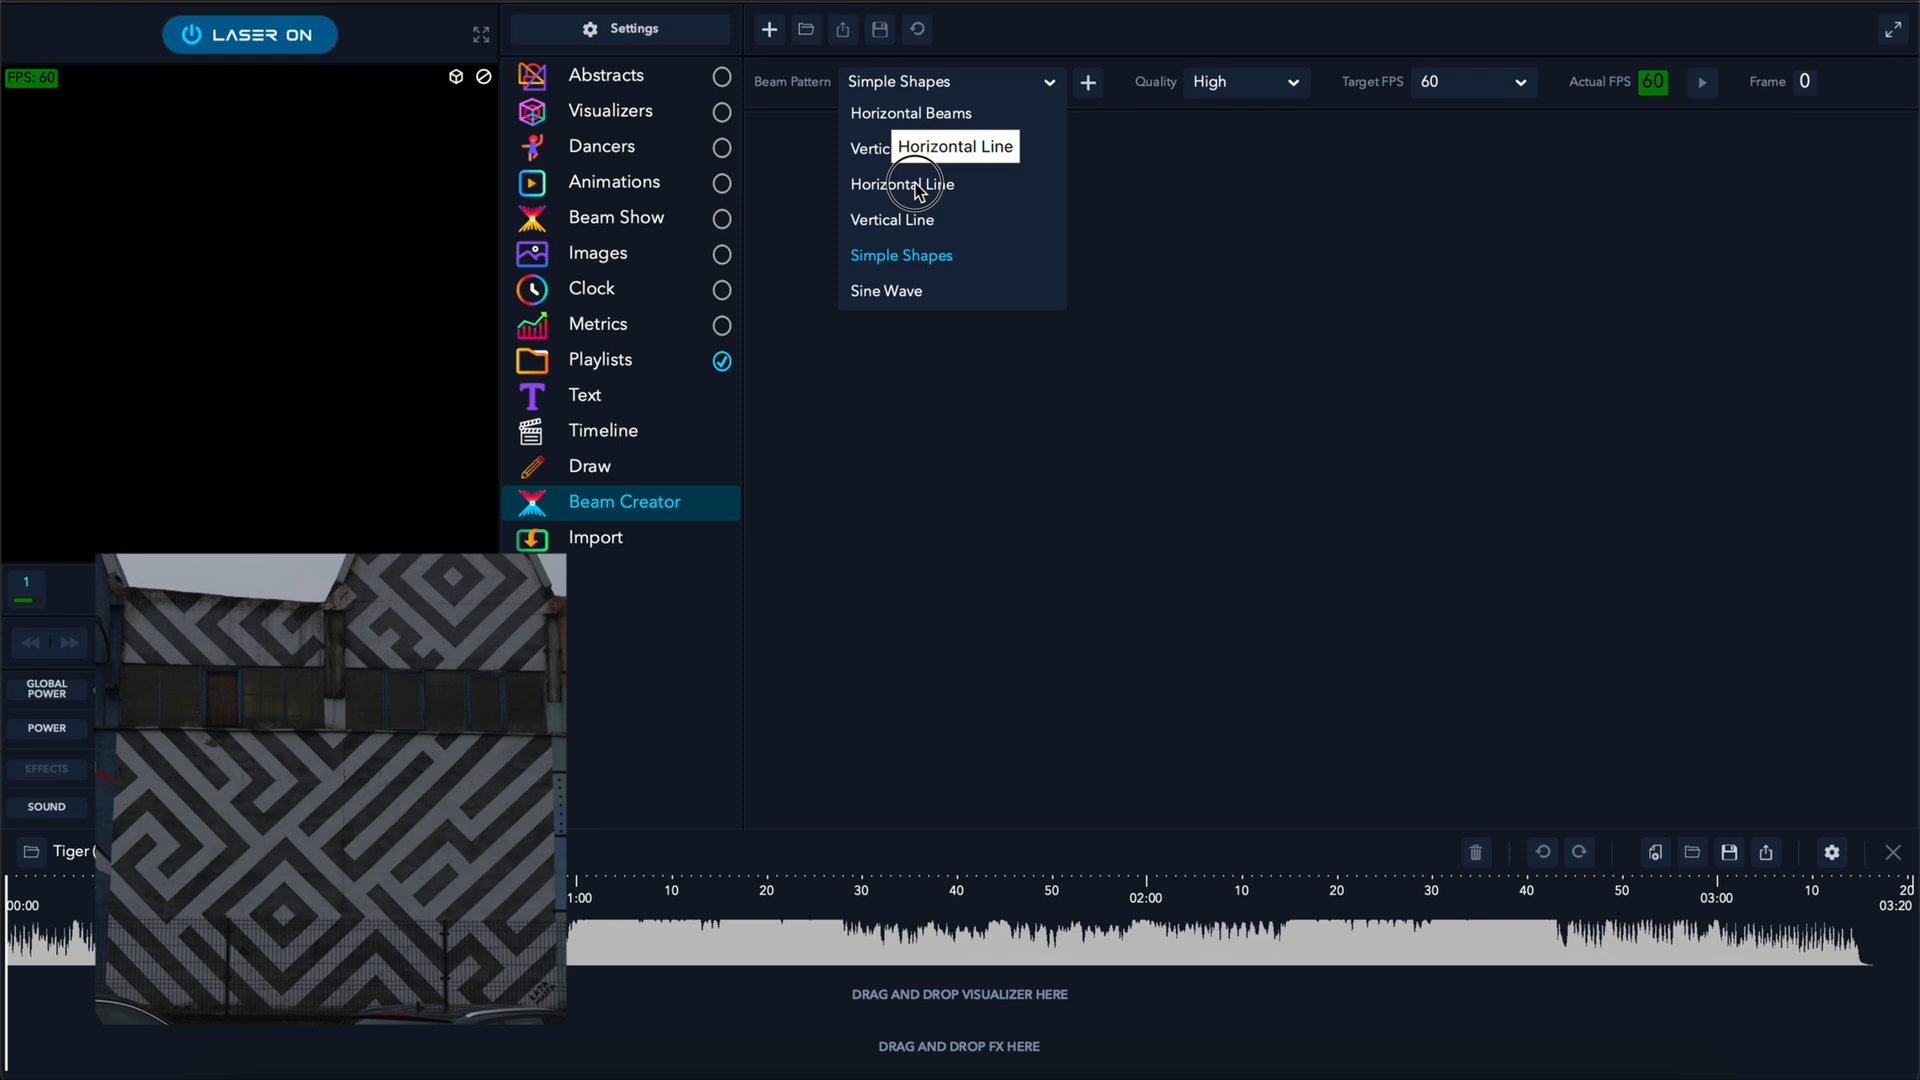 LASER ON
FPS: 60
Settings
Abstracts
Visualizers
Dancers
Animations
Beam Show
Images
Clock
Metrics
Playlists
Text
Timeline
Draw
Beam Creator
Import
Beam Pattern
Simple Shapes
Quality
High
Target FPS
60
Actual FPS
60
Frame
0
Horizontal Beams
Vertic
Horizontal Line
Horizontal Line
Vertical Line
Simple Shapes
Sine Wave
1
GLOBAL
POWER
POWER
EFFECTS
SOUND
Tiger (
00:00
1:00
10
20
30
40
50
02:00
10
20
30
40
50
03:00
10
20
03:20
DRAG AND DROP VISUALIZER HERE
DRAG AND DROP FX HERE